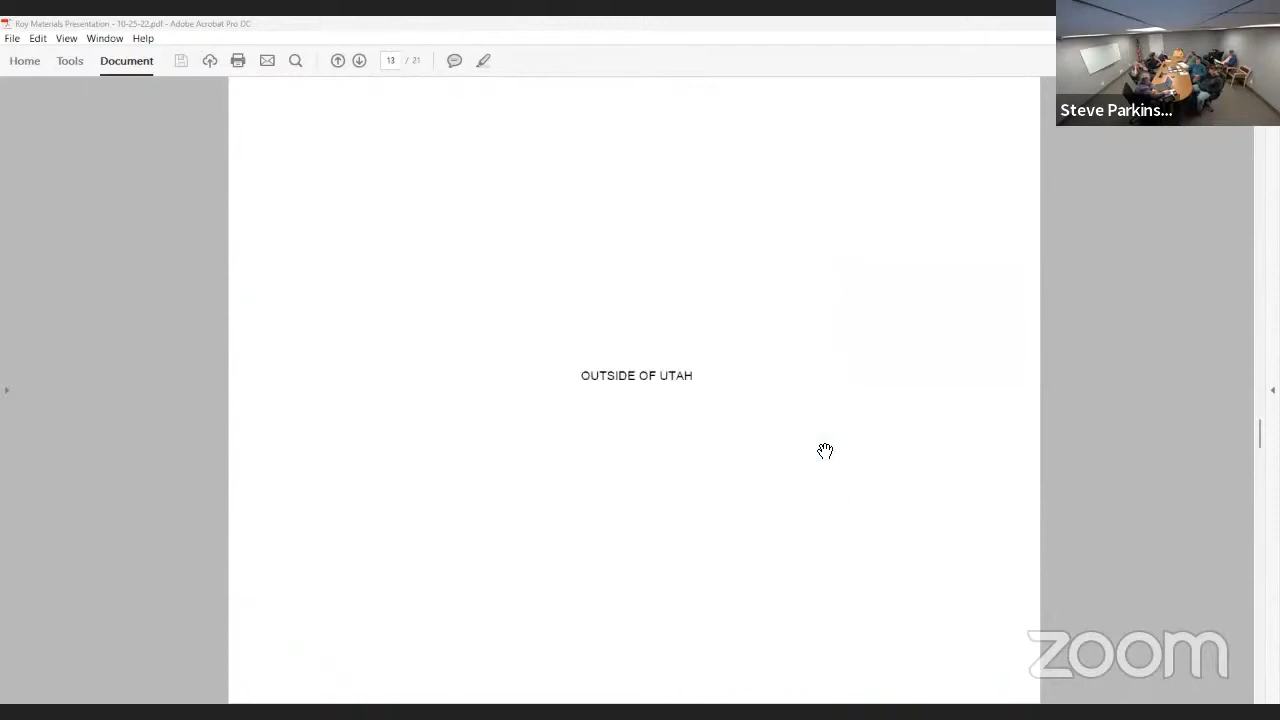 Roy Materials Presentation - 10-25-22.pdf - Adobe Acrobat Pro DC
File Edit View Window Help
Home Tools Document 13 / 21
Steve Parkins...
OUTSIDE OF UTAH
zoom